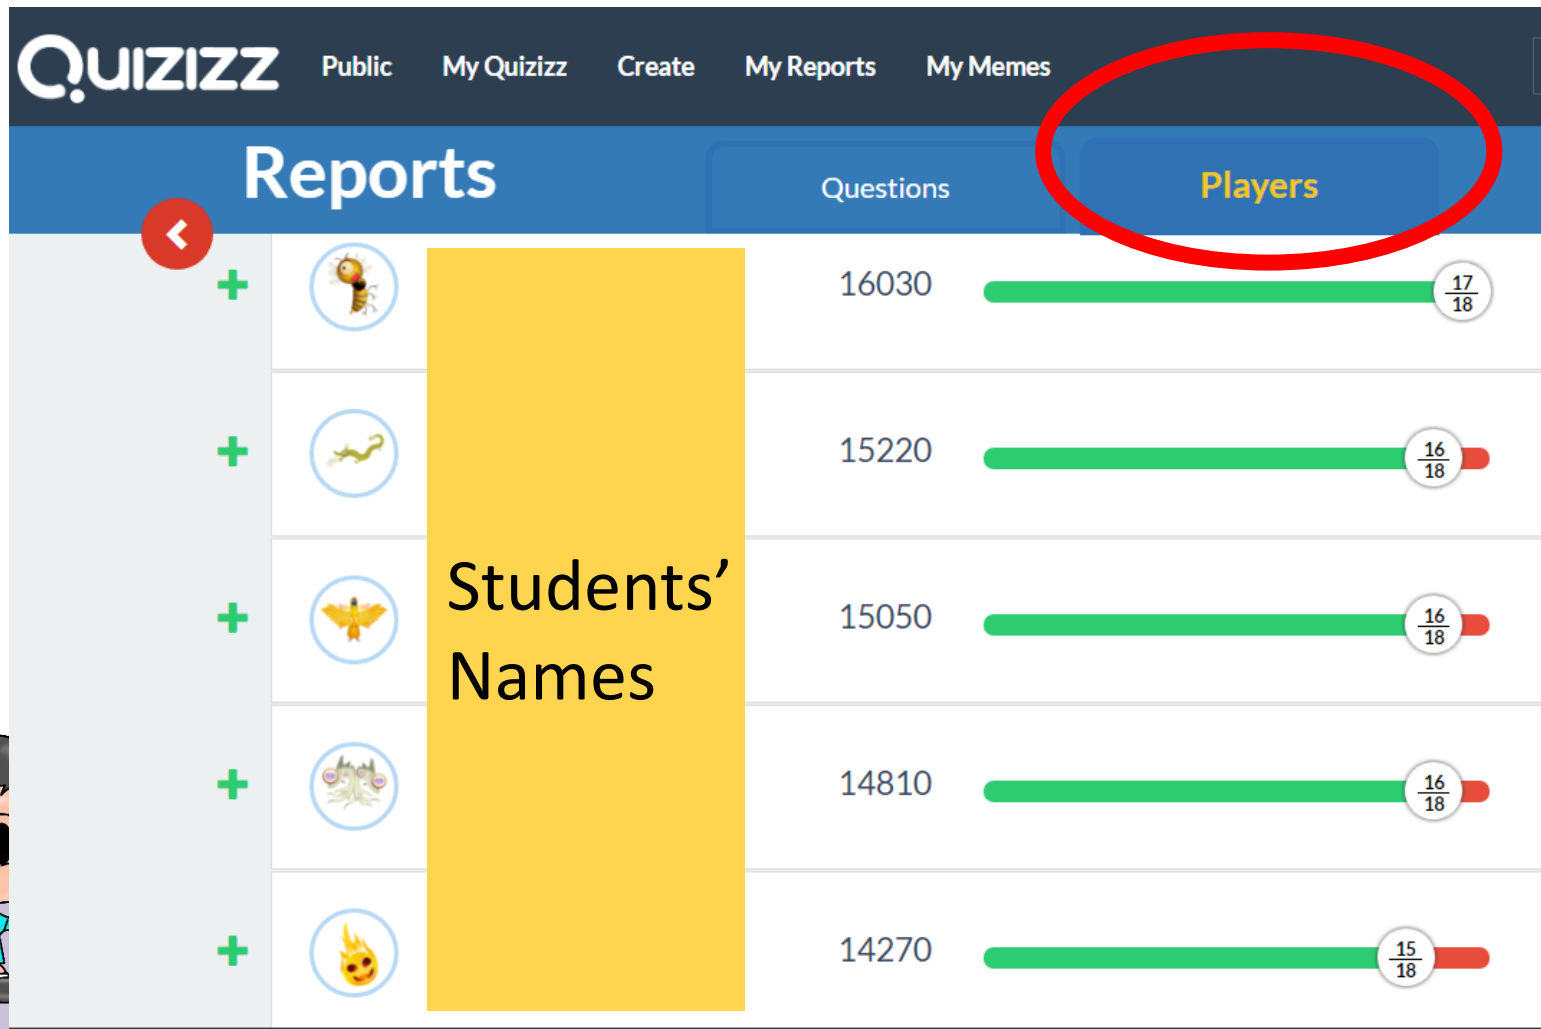 Quizizz Public My Quizizz Create My Reports My Memes
Reports Questions Players
16030 17/18
15220 16/18
Students’
15050 16/18
Names
14810 16/18
14270 15/18